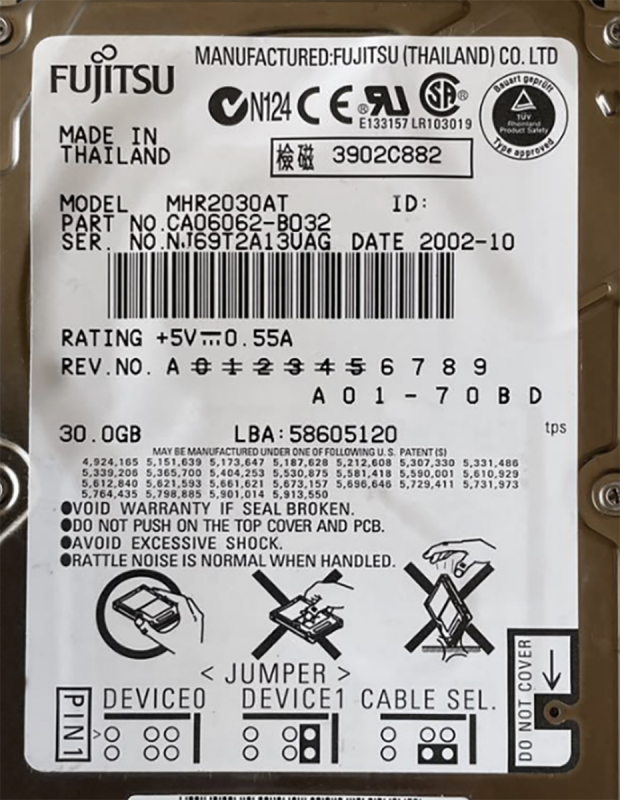 FUJITSU
MANUFACTURED:FUJITSU (THAILAND) CO. LTD
N124 CE ® RU SA ®
E133157 LR103019
Bauart geprüft
TÜV
Rheinland
Product Safety
Type approved
MADE IN
THAILAND
檢磁 3902C882
MODEL MHR2030AT ID:
PART NO.CA06062-B032
SER. NO.NJ69T2A13UAG DATE 2002-10
RATING +5V⎓0.55A
REV.NO. A 0 1 2 3 4 5 6 7 8 9
A 0 1 - 7 0 B D
30.0GB LBA:58605120 tps
MAY BE MANUFACTURED UNDER ONE OF FOLLOWING U.S. PATENT(S)
4,924,165 5,151,639 5,173,647 5,187,628 5,212,608 5,307,330 5,331,486
5,339,206 5,365,700 5,404,253 5,530,875 5,581,418 5,590,001 5,610,929
5,612,840 5,621,593 5,661,621 5,673,157 5,696,646 5,729,411 5,731,973
5,764,435 5,798,885 5,901,014 5,913,550
●VOID WARRANTY IF SEAL BROKEN.
●DO NOT PUSH ON THE TOP COVER AND PCB.
●AVOID EXCESSIVE SHOCK.
●RATTLE NOISE IS NORMAL WHEN HANDLED.
< JUMPER >
DEVICE0 DEVICE1 CABLE SEL.
PIN1
DO NOT COVER